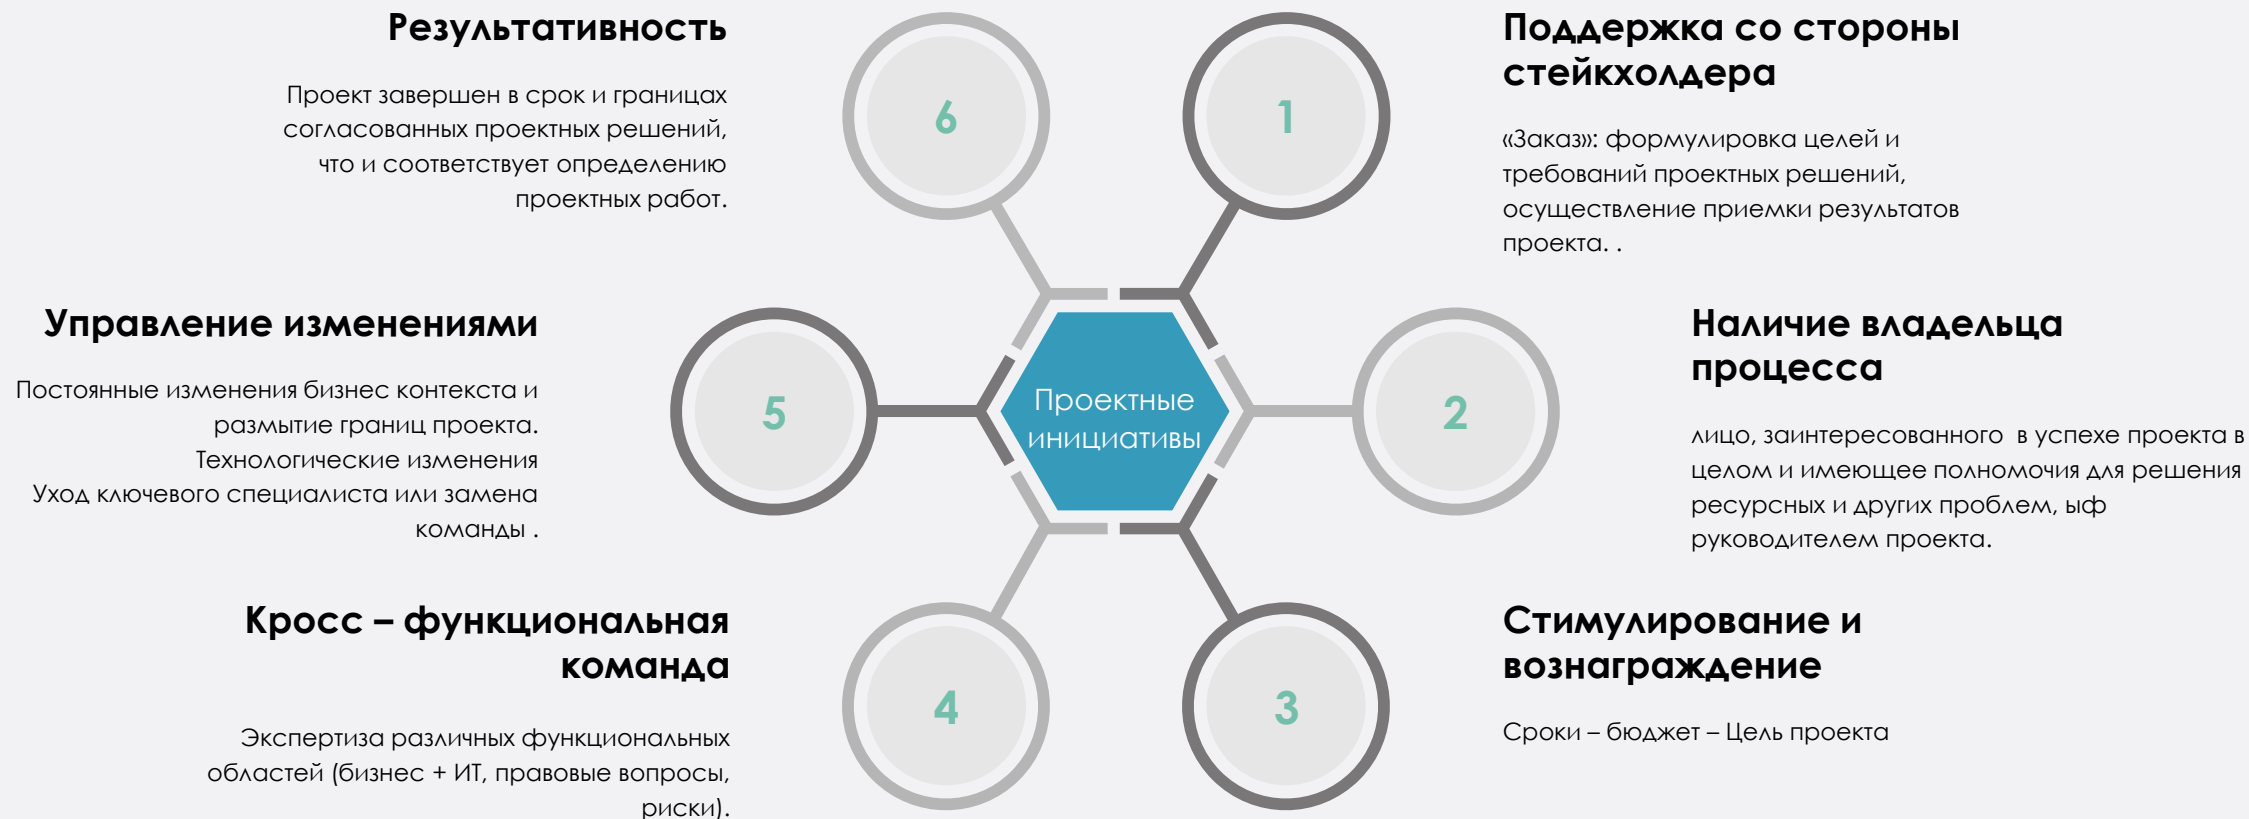 Результативность
Проект завершен в срок и границах
согласованных проектных решений,
что и соответствует определению
проектных работ.
6
1
Поддержка со стороны
стейкхолдера
«Заказ»: формулировка целей и
требований проектных решений,
осуществление приемки результатов
проекта. .
Управление изменениями
Постоянные изменения бизнес контекста и
размытие границ проекта.
Технологические изменения
Уход ключевого специалиста или замена
команды .
5
Проектные
инициативы
2
Наличие владельца
процесса
лицо, заинтересованного  в успехе проекта в
целом и имеющее полномочия для решения
ресурсных и других проблем, ыф
руководителем проекта.
Кросс – функциональная
команда
Экспертиза различных функциональных
областей (бизнес + ИТ, правовые вопросы,
риски).
4
3
Стимулирование и
вознаграждение
Сроки – бюджет – Цель проекта